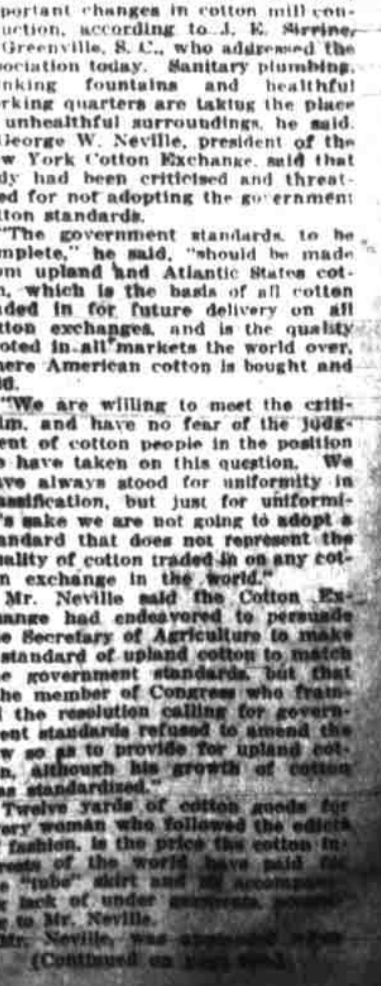 portant changes in cotton mill con-
uction, according to J. E. Sirrine,
Greenville, S. C., who addressed the
ociation today. Sanitary plumbing,
nking fountains and healthful
rking quarters are taktug the place
unhealthful surroundings, he said.
George W. Neville, president of the
w York Cotton Exchange, said that
dy had been criticised and threat-
ed for not adopting the government
tton standards.
"The government standards, to be
mplete," he said, "should be made
om upland and Atlantic States cot-
n, which is the basis of all cotton
ded in for future delivery on all
tton exchanges, and is the quality
oted in all markets the world over,
here American cotton is bought and
ld.
"We are willing to meet the criti-
ism, and have no fear of the judg-
ent of cotton people in the position
e have taken on this question. We
ave always stood for uniformity in
assification, but just for uniformi-
's sake we are not going to adopt a
andard that does not represent the
uality of cotton traded in on any cot-
n exchange in the world."
Mr. Neville said the Cotton Ex-
hange had endeavored to persuade
e Secretary of Agriculture to make
standard of upland cotton to match
e government standards, but that
he member of Congress who fram-
d the resolution calling for govern-
ent standards refused to amend the
w so as to provide for upland cot-
n, although his growth of cotton
as standardized."
Twelve yards of cotton goods for
ery woman who followed the edicts
fashion, is the price the cotton in-
rests of the world have paid for
e "tube" skirt and its
lack of under
g to Mr. Neville.
Mr. Neville, was
(Continued on page